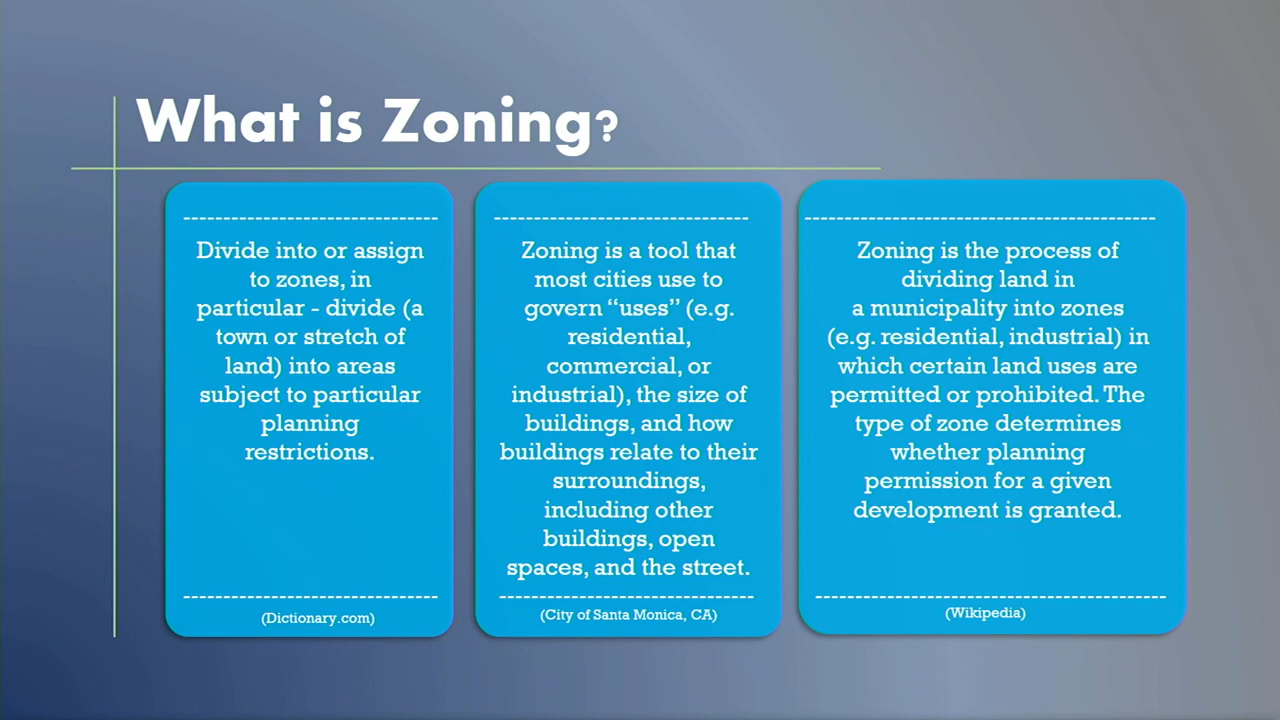 What is Zoning?
--------------------------------
Divide into or assign
to zones, in
particular - divide (a
town or stretch of
land) into areas
subject to particular
planning
restrictions.
--------------------------------
(Dictionary.com)
--------------------------------
Zoning is a tool that
most cities use to
govern “uses” (e.g.
residential,
commercial, or
industrial), the size of
buildings, and how
buildings relate to their
surroundings,
including other
buildings, open
spaces, and the street.
--------------------------------
(City of Santa Monica, CA)
--------------------------------------------
Zoning is the process of
dividing land in
a municipality into zones
(e.g. residential, industrial) in
which certain land uses are
permitted or prohibited. The
type of zone determines
whether planning
permission for a given
development is granted.
--------------------------------------------
(Wikipedia)